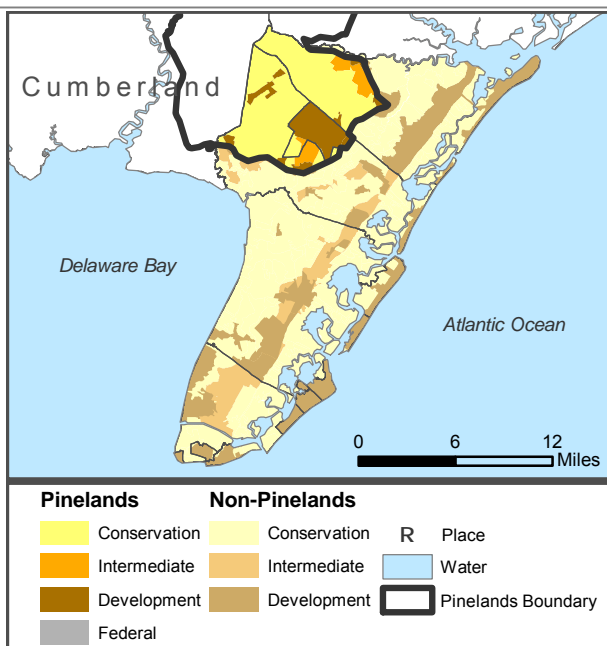 Cumberland
Delaware Bay
Atlantic Ocean
0 6 12
Miles
Pinelands Non-Pinelands
Conservation Conservation R Place
Intermediate Intermediate Water
Development Development Pinelands Boundary
Federal